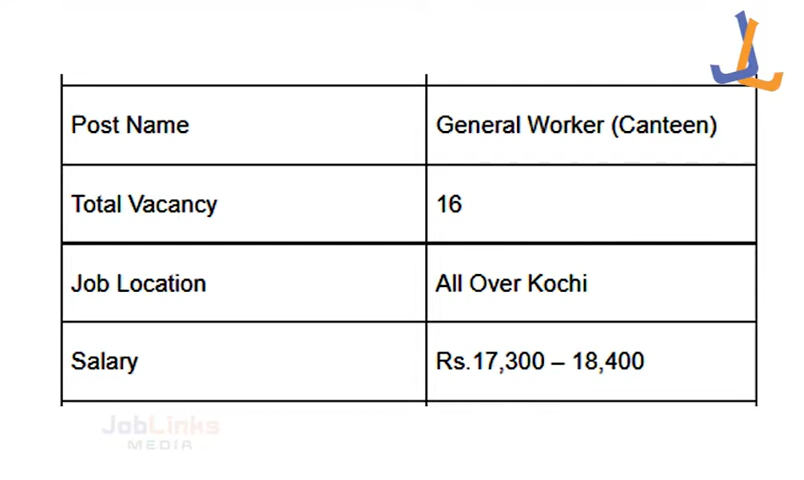 Post Name General Worker (Canteen)
Total Vacancy 16
Job Location All Over Kochi
Salary Rs.17,300 – 18,400
JobLinks
MEDIA